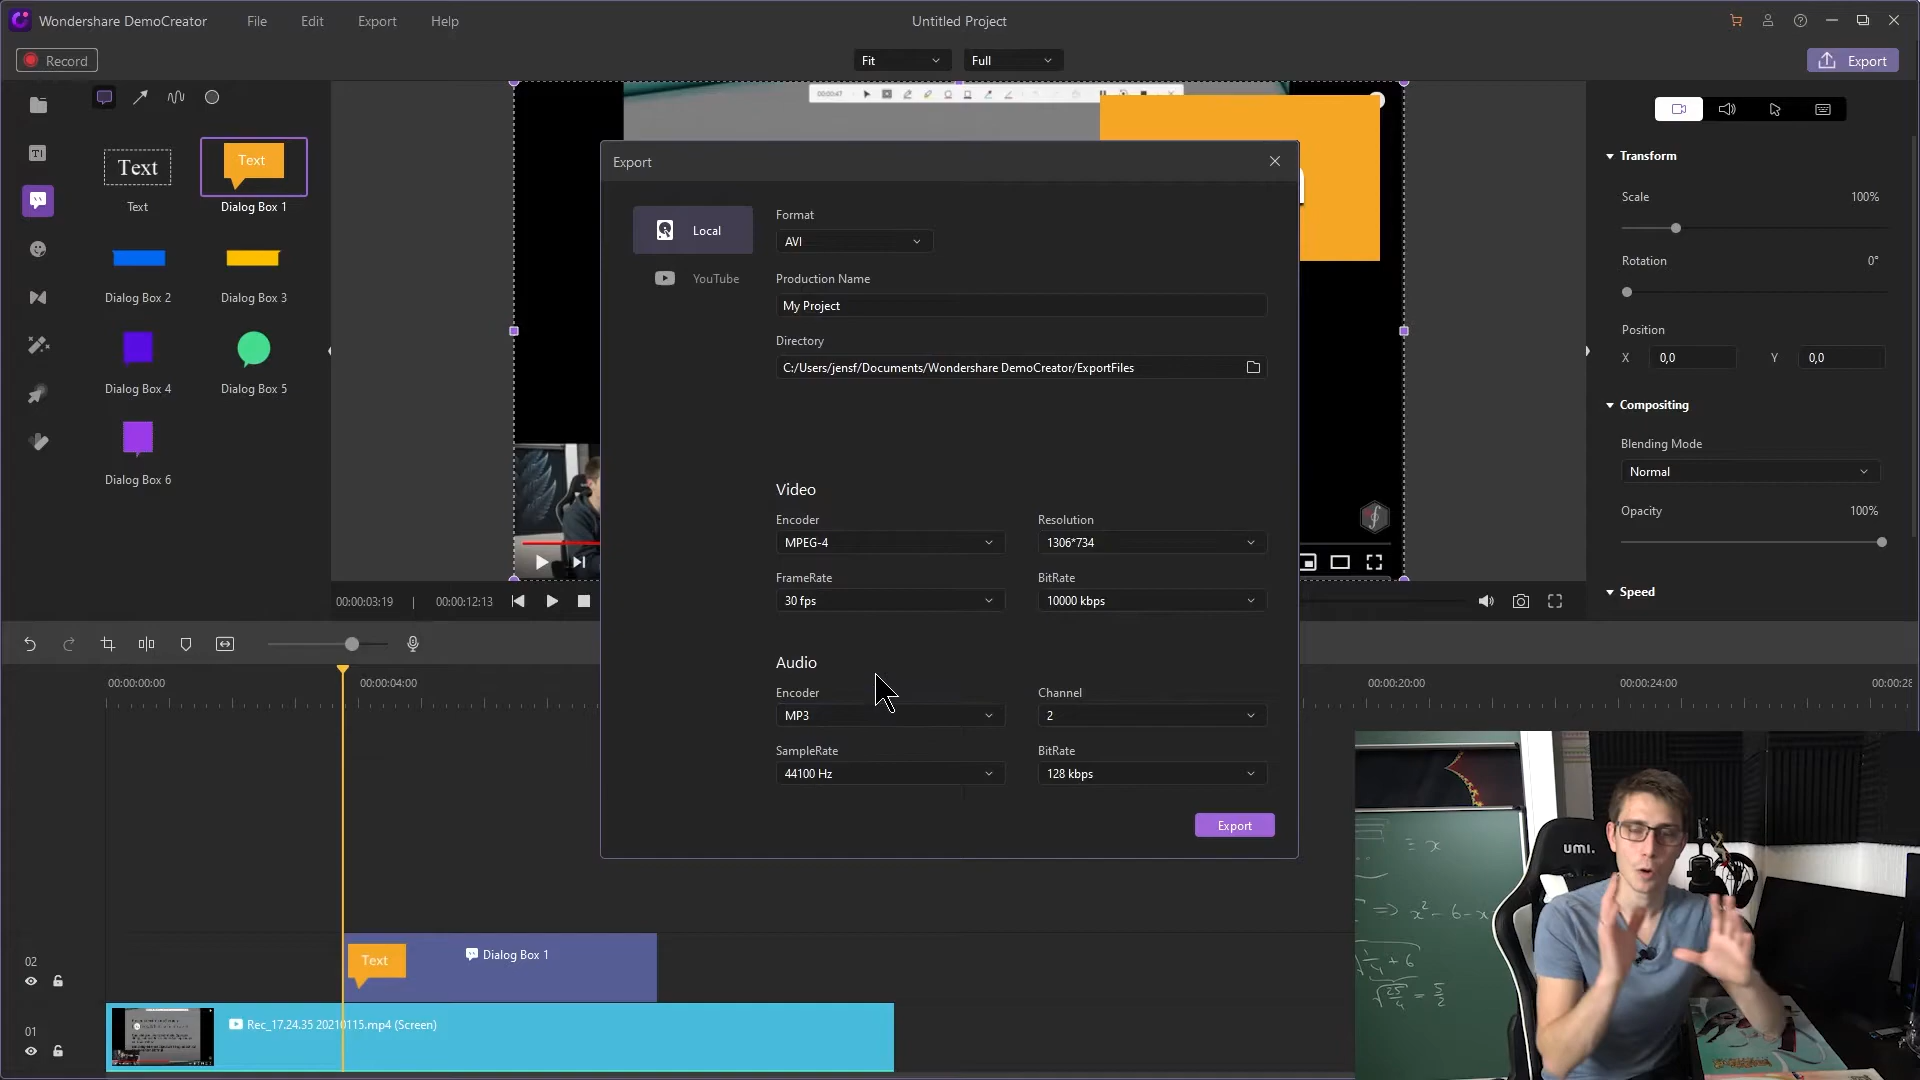 Wondershare DemoCreator File Edit Export Help Untitled Project
Record Fit Full Export
Text Text
Text Dialog Box 1
Dialog Box 2 Dialog Box 3
Dialog Box 4 Dialog Box 5
Dialog Box 6
Export
Local
YouTube
Format
AVI
Production Name
My Project
Directory
C:/Users/jensf/Documents/Wondershare DemoCreator/ExportFiles
Video
Encoder Resolution
MPEG-4 1306*734
FrameRate BitRate
30 fps 10000 kbps
Audio
Encoder Channel
MP3 2
SampleRate BitRate
44100 Hz 128 kbps
Export
Transform
Scale 100%
Rotation 0°
Position
X 0,0 Y 0,0
Compositing
Blending Mode
Normal
Opacity 100%
Speed
00:00:03:19 | 00:00:12:13
00:00:00:00 00:00:04:00 00:00:20:00 00:00:24:00 00:00:28
02
Text Dialog Box 1
01
Rec_17.24.35 20210115.mp4 (Screen)
umi.